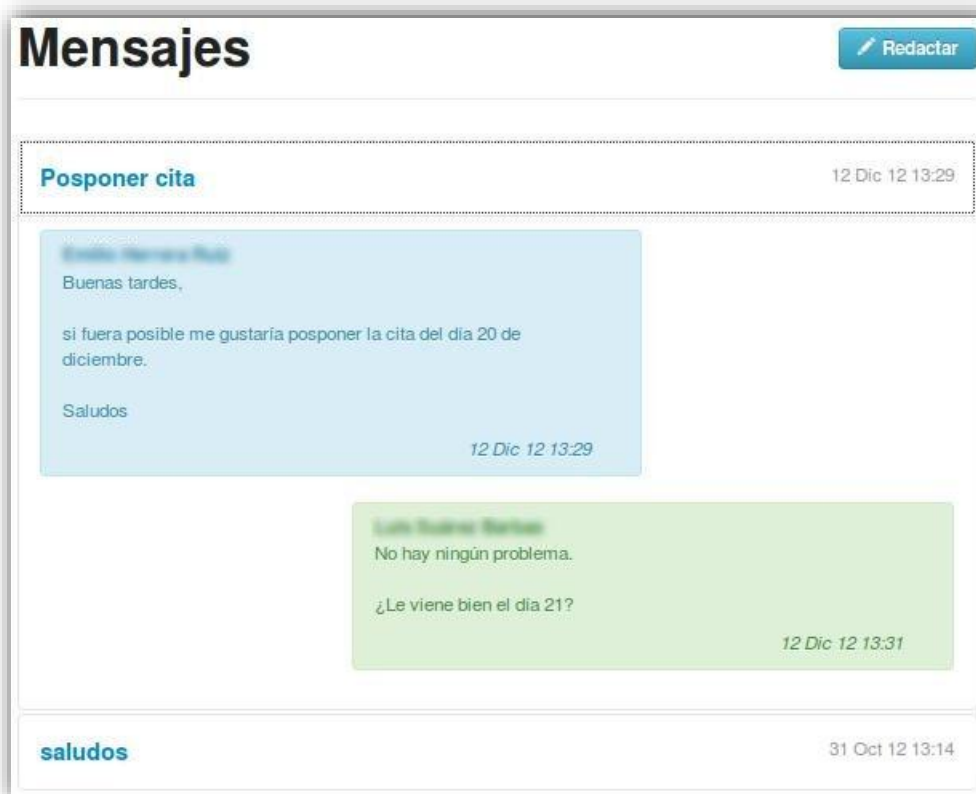 Mensajes
Redactar
Posponer cita
12 Dic 12 13:29
Buenas tardes,
si fuera posible me gustaría posponer la cita del día 20 de
diciembre.
Saludos
12 Dic 12 13:29
No hay ningún problema.
¿Le viene bien el día 21?
12 Dic 12 13:31
saludos
31 Oct 12 13:14